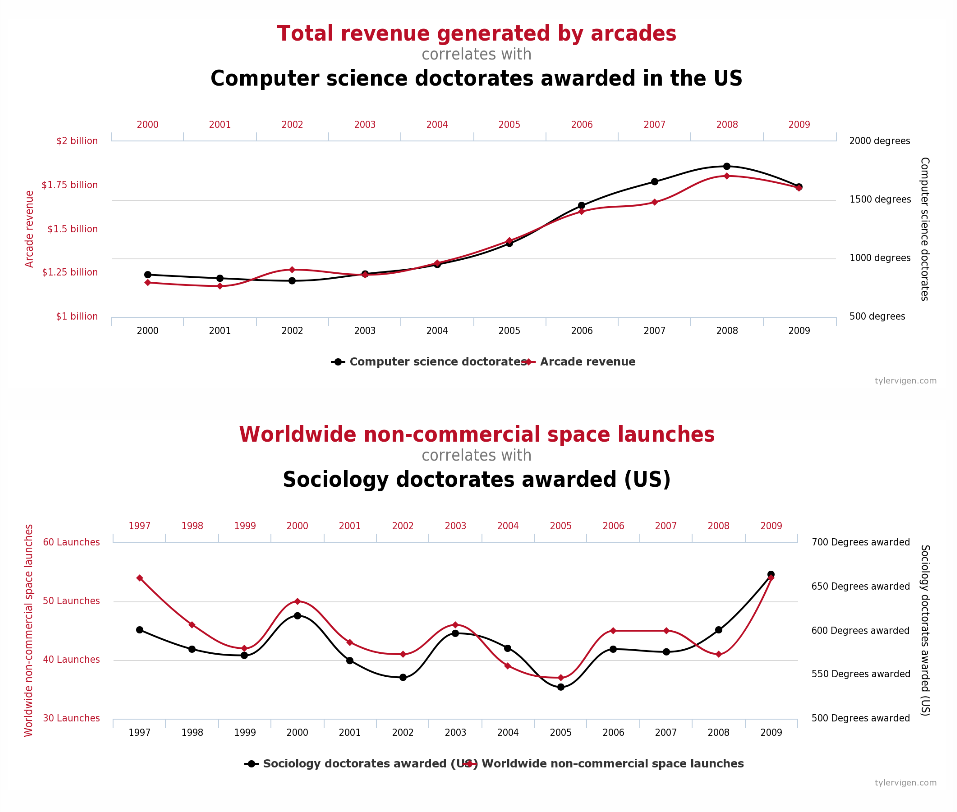 Total revenue generated by arcades
correlates with
Computer science doctorates awarded in the US
2000 2001 2002 2003 2004 2005 2006 2007 2008 2009
$2 billion 2000 degrees
$1.75 billion
1500 degrees
$1.5 billion
1000 degrees
$1.25 billion
$1 billion 500 degrees
Arcade revenue
Computer science doctorates
2000 2001 2002 2003 2004 2005 2006 2007 2008 2009
Computer science doctorates Arcade revenue
tylervigen.com
Worldwide non-commercial space launches
correlates with
Sociology doctorates awarded (US)
1997 1998 1999 2000 2001 2002 2003 2004 2005 2006 2007 2008 2009
60 Launches 700 Degrees awarded
650 Degrees awarded
50 Launches
600 Degrees awarded
40 Launches
550 Degrees awarded
30 Launches 500 Degrees awarded
Worldwide non-commercial space launches
Sociology doctorates awarded (US)
1997 1998 1999 2000 2001 2002 2003 2004 2005 2006 2007 2008 2009
Sociology doctorates awarded (US) Worldwide non-commercial space launches
tylervigen.com